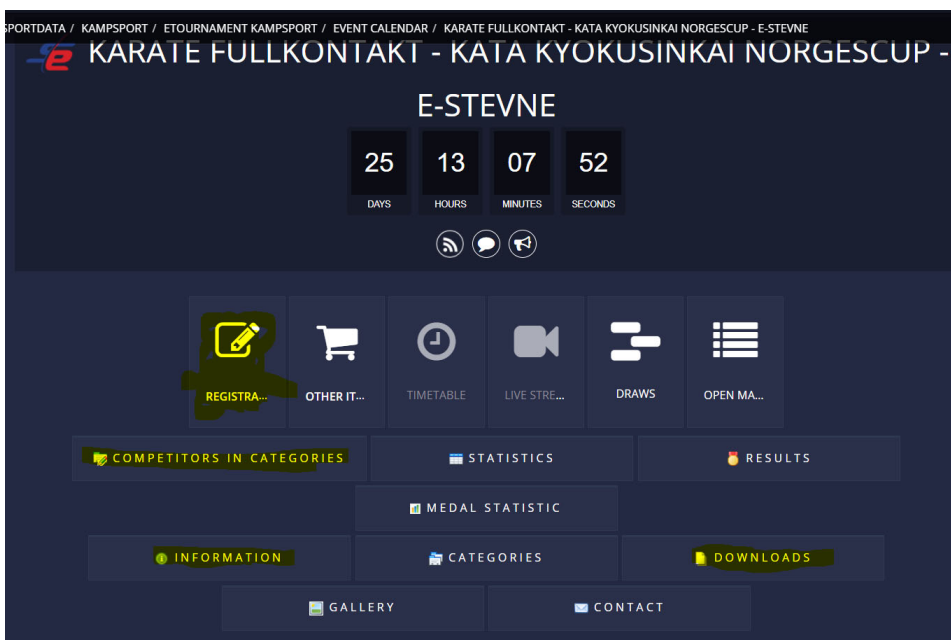 SPORTDATA / KAMPSPORT / ETOURNAMENT KAMPSPORT / EVENT CALENDAR / KARATE FULLKONTAKT - KATA KYOKUSINKAI NORGESCUP - E-STEVNE
KARATE FULLKONTAKT - KATA KYOKUSINKAI NORGESCUP -
E-STEVNE
25 13 07 52
DAYS HOURS MINUTES SECONDS
REGISTRA... OTHER IT... TIMETABLE LIVE STRE... DRAWS OPEN MA...
COMPETITORS IN CATEGORIES STATISTICS RESULTS
MEDAL STATISTIC
INFORMATION CATEGORIES DOWNLOADS
GALLERY CONTACT